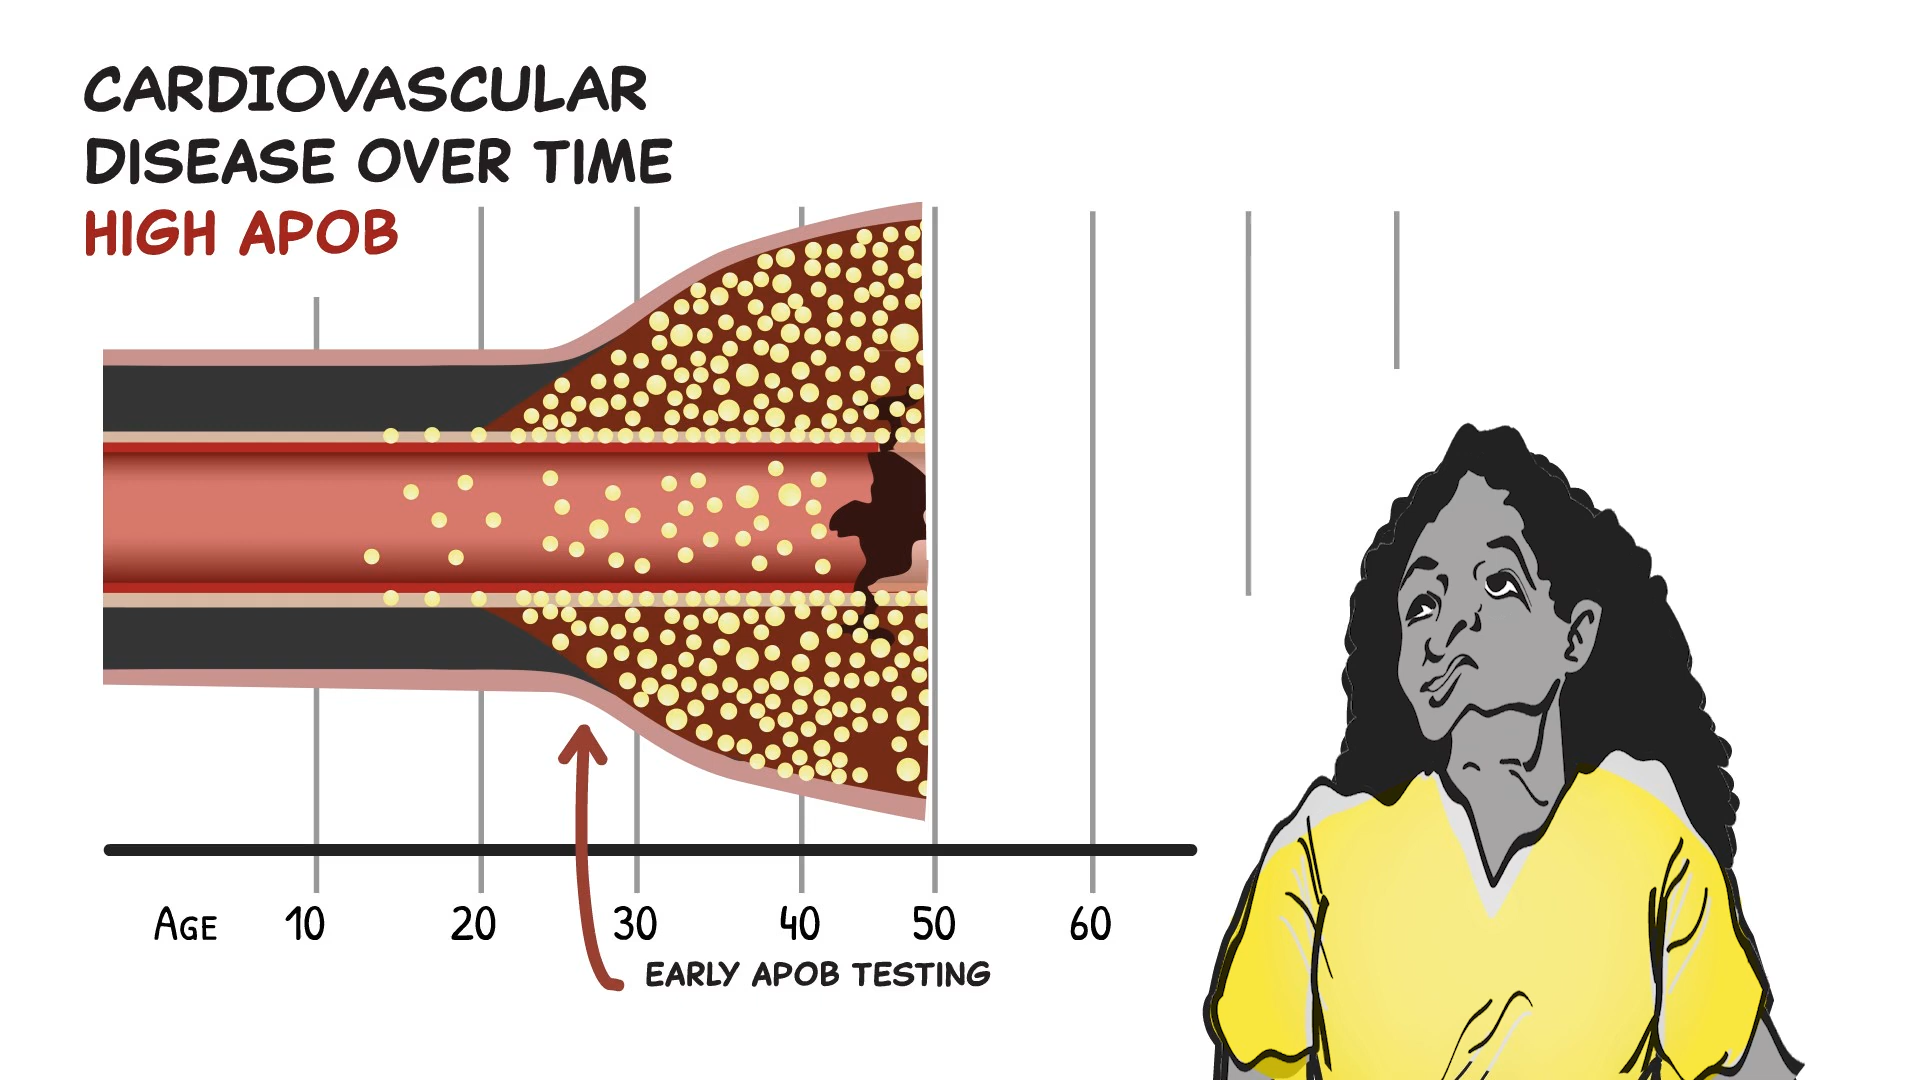 CARDIOVASCULAR
DISEASE OVER TIME
HIGH APOB
AGE 10 20 30 40 50 60
EARLY APOB TESTING